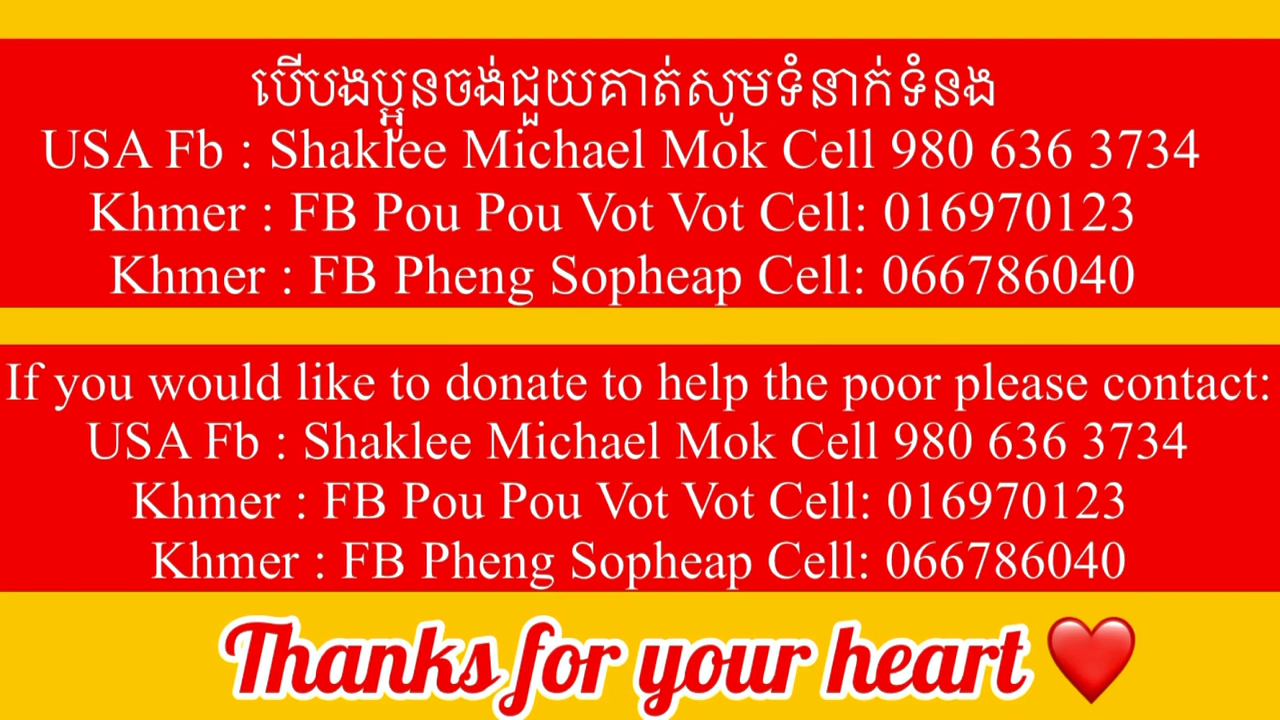 បើបងប្អូនចង់ជួយគាត់សូមទំនាក់ទំនង
USA Fb : Shaklee Michael Mok Cell 980 636 3734
Khmer : FB Pou Pou Vot Vot Cell: 016970123
Khmer : FB Pheng Sopheap Cell: 066786040
If you would like to donate to help the poor please contact:
USA Fb : Shaklee Michael Mok Cell 980 636 3734
Khmer : FB Pou Pou Vot Vot Cell: 016970123
Khmer : FB Pheng Sopheap Cell: 066786040
Thanks for your heart ❤️